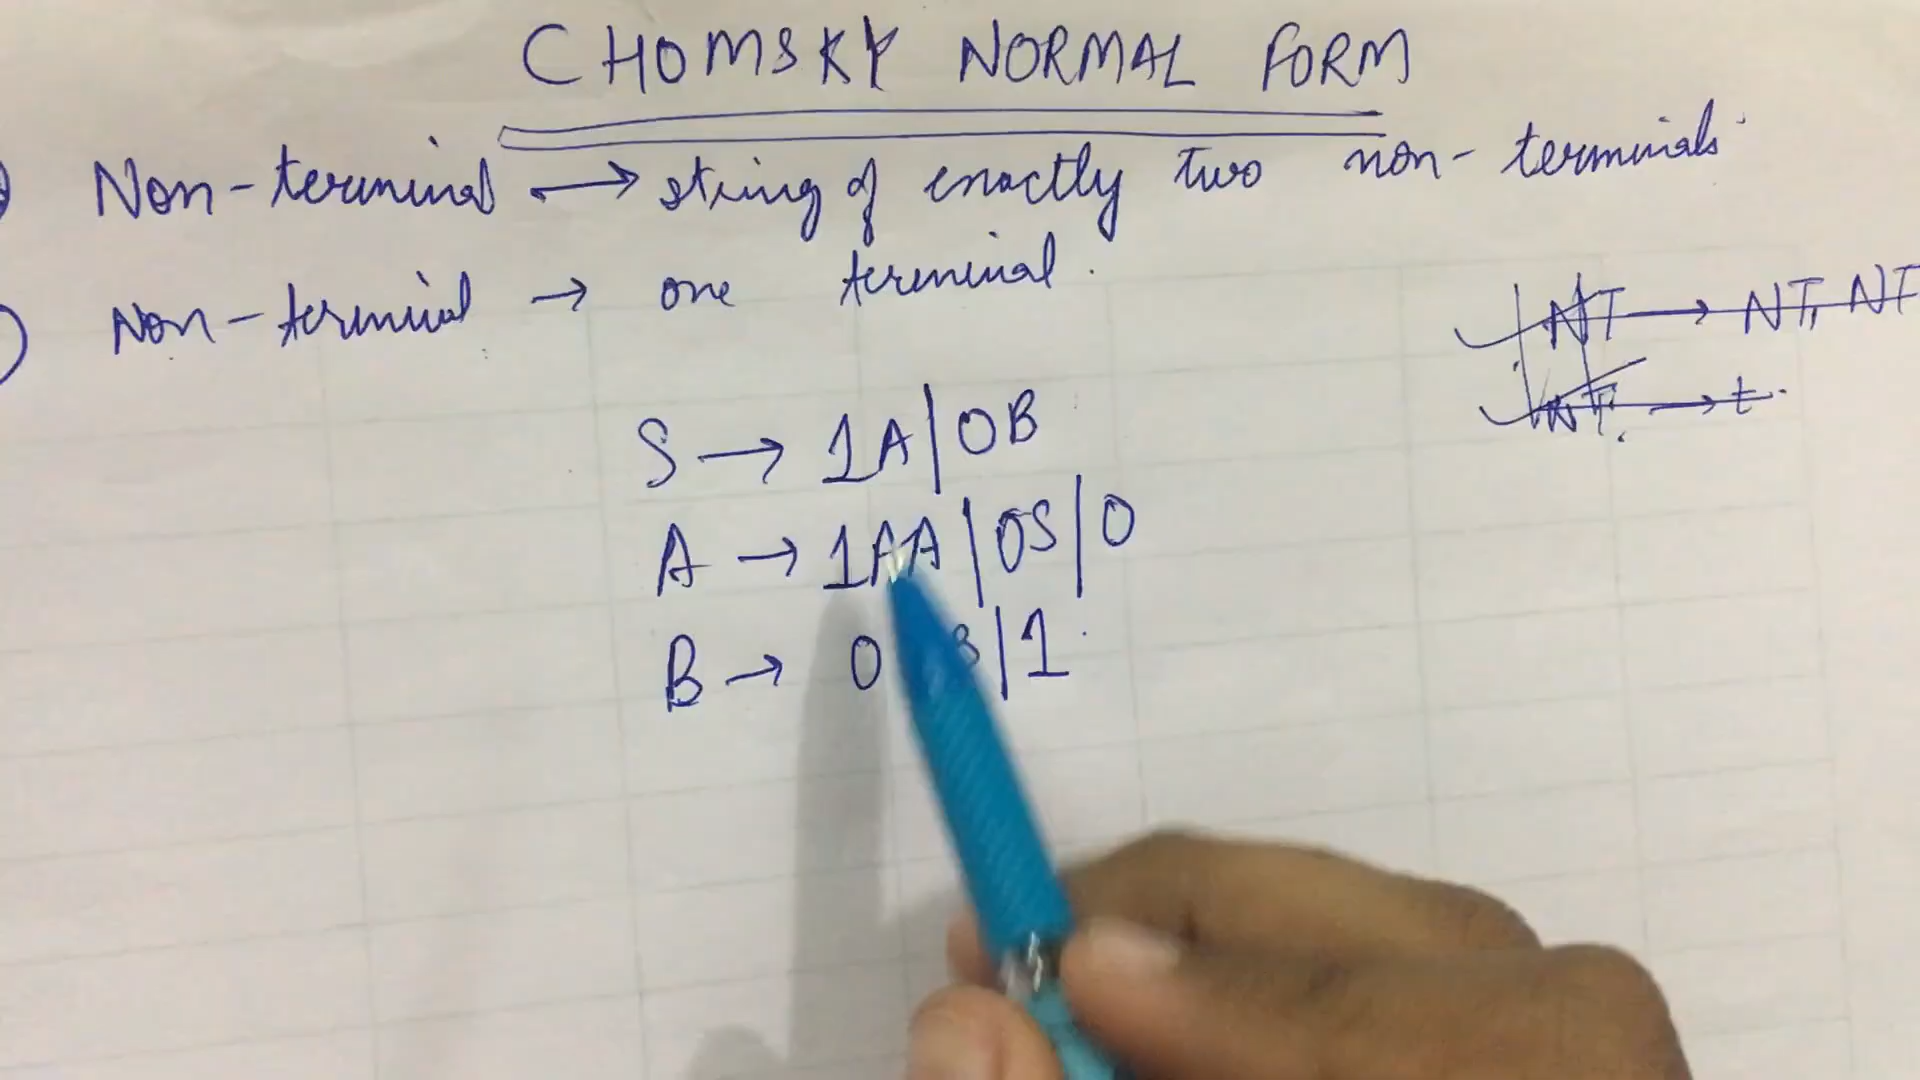 CHOMSKY NORMAL FORM
Non-terminal → string of exactly two non-terminals.
Non-terminal → one terminal.
NT → NT, NT
NT. → t.
S → 1A|0B
A → 1AA|0S|0
B → 0 B|1.